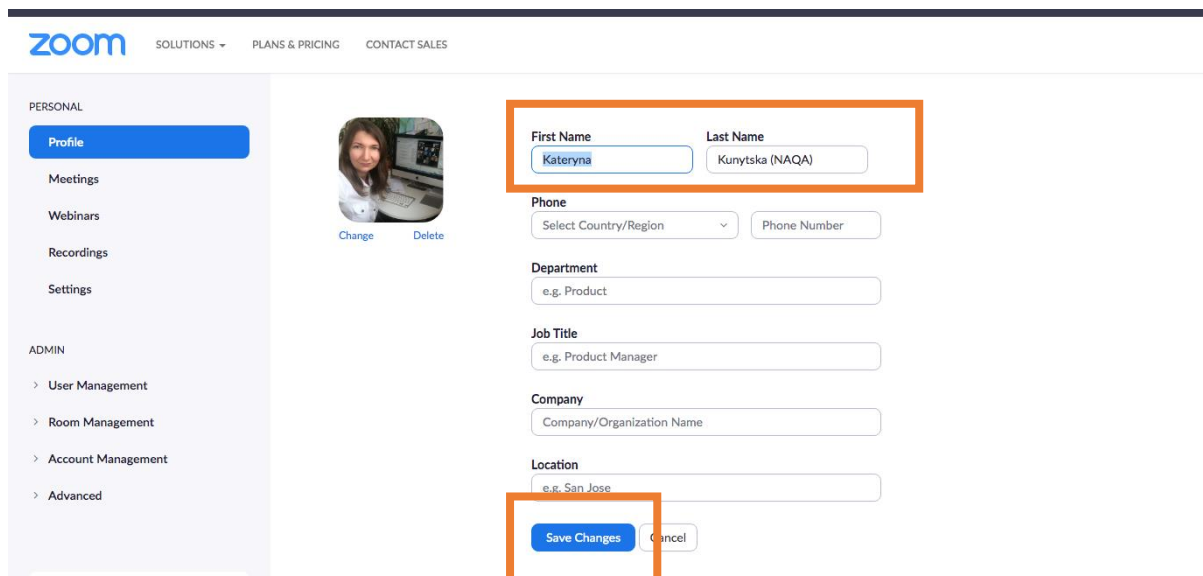 zoom SOLUTIONS PLANS & PRICING CONTACT SALES
PERSONAL
Profile
Meetings
Webinars
Recordings
Settings
ADMIN
User Management
Room Management
Account Management
Advanced
Change Delete
First Name Last Name
Kateryna Kunytska (NAQA)
Phone
Select Country/Region Phone Number
Department
e.g. Product
Job Title
e.g. Product Manager
Company
Company/Organization Name
Location
e.g. San Jose
Save Changes Cancel